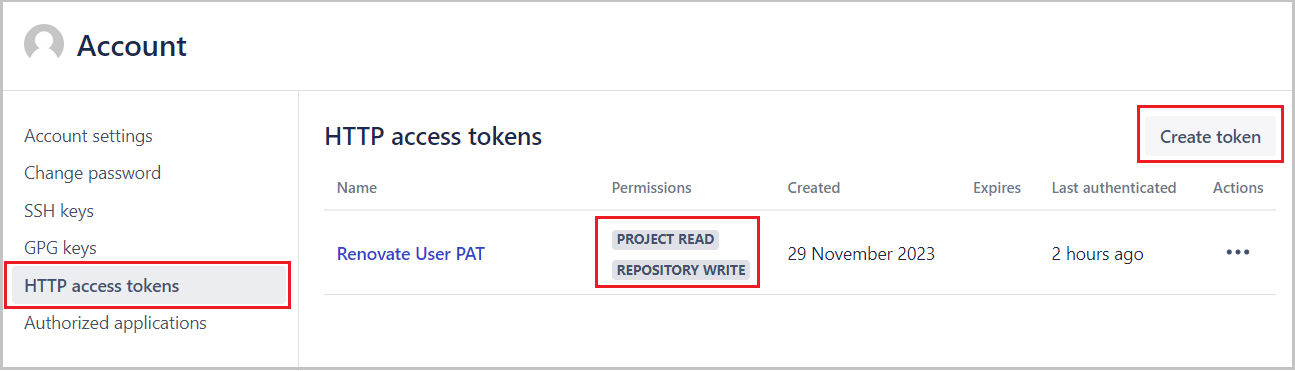 Account
Account settings
Change password
SSH keys
GPG keys
HTTP access tokens
Authorized applications
HTTP access tokens
Create token
Name Permissions Created Expires Last authenticated Actions
Renovate User PAT PROJECT READ 29 November 2023 2 hours ago
REPOSITORY WRITE